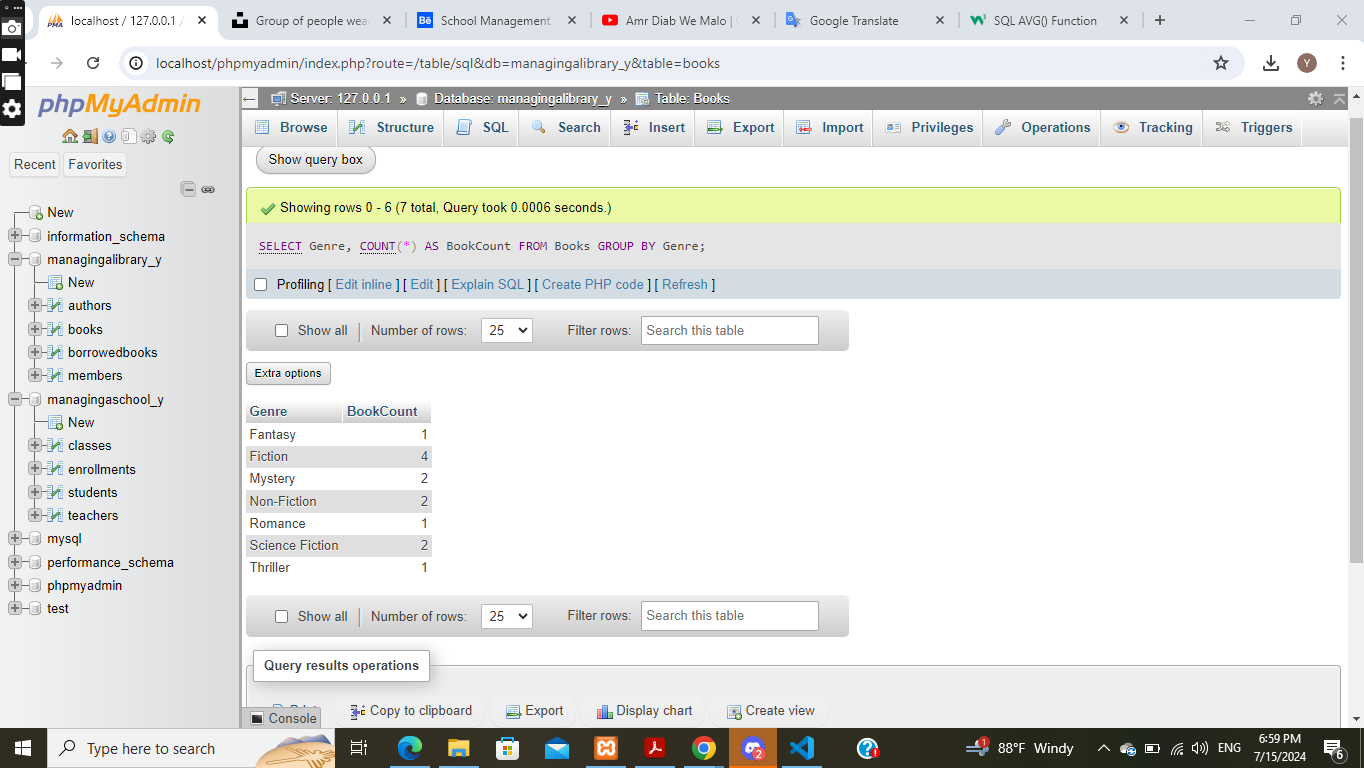 localhost / 127.0.0.1 /
Group of people wea
School Management
Amr Diab We Malo |
Google Translate
SQL AVG() Function
localhost/phpmyadmin/index.php?route=/table/sql&db=managingalibrary_y&table=books
Y
phpMyAdmin
Recent Favorites
New
information_schema
managingalibrary_y
New
authors
books
borrowedbooks
members
managingaschool_y
New
classes
enrollments
students
teachers
mysql
performance_schema
phpmyadmin
test
Server: 127.0.0.1 » Database: managingalibrary_y » Table: Books
Browse Structure SQL Search Insert Export Import Privileges Operations Tracking Triggers
Show query box
Showing rows 0 - 6 (7 total, Query took 0.0006 seconds.)
SELECT Genre, COUNT(*) AS BookCount FROM Books GROUP BY Genre;
Profiling [ Edit inline ] [ Edit ] [ Explain SQL ] [ Create PHP code ] [ Refresh ]
Show all Number of rows: 25 Filter rows: Search this table
Extra options
Genre BookCount
Fantasy 1
Fiction 4
Mystery 2
Non-Fiction 2
Romance 1
Science Fiction 2
Thriller 1
Show all Number of rows: 25 Filter rows: Search this table
Query results operations
Copy to clipboard Export Display chart Create view
Console
Type here to search
2
1
88°F Windy
ENG
6:59 PM
7/15/2024
6